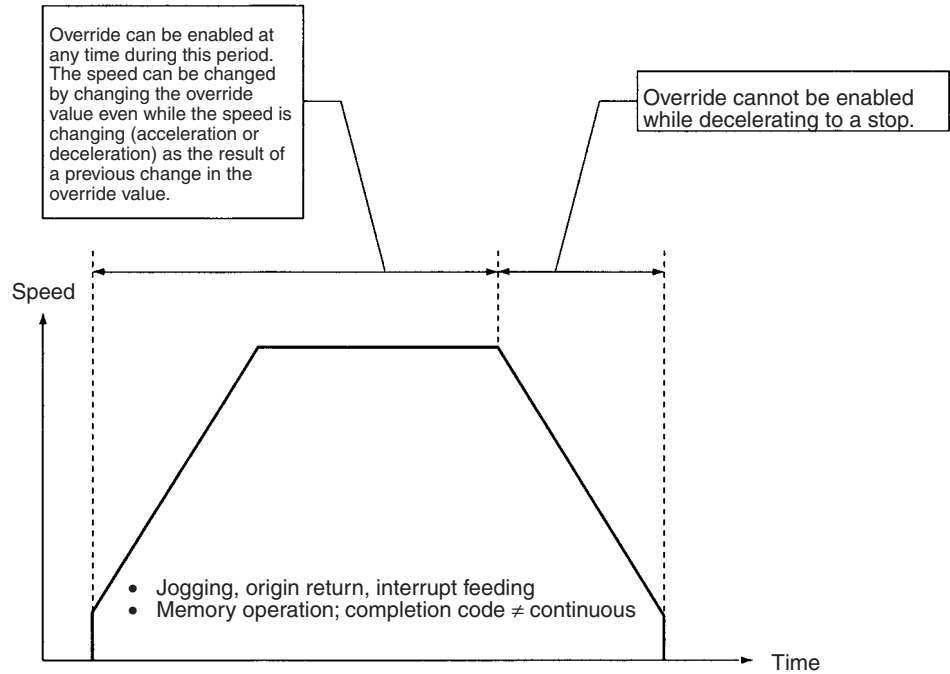 Override can be enabled at
any time during this period.
The speed can be changed
by changing the override
value even while the speed is
changing (acceleration or
deceleration) as the result of
a previous change in the
override value.
Override cannot be enabled
while decelerating to a stop.
Speed
• Jogging, origin return, interrupt feeding
• Memory operation; completion code ≠ continuous
Time